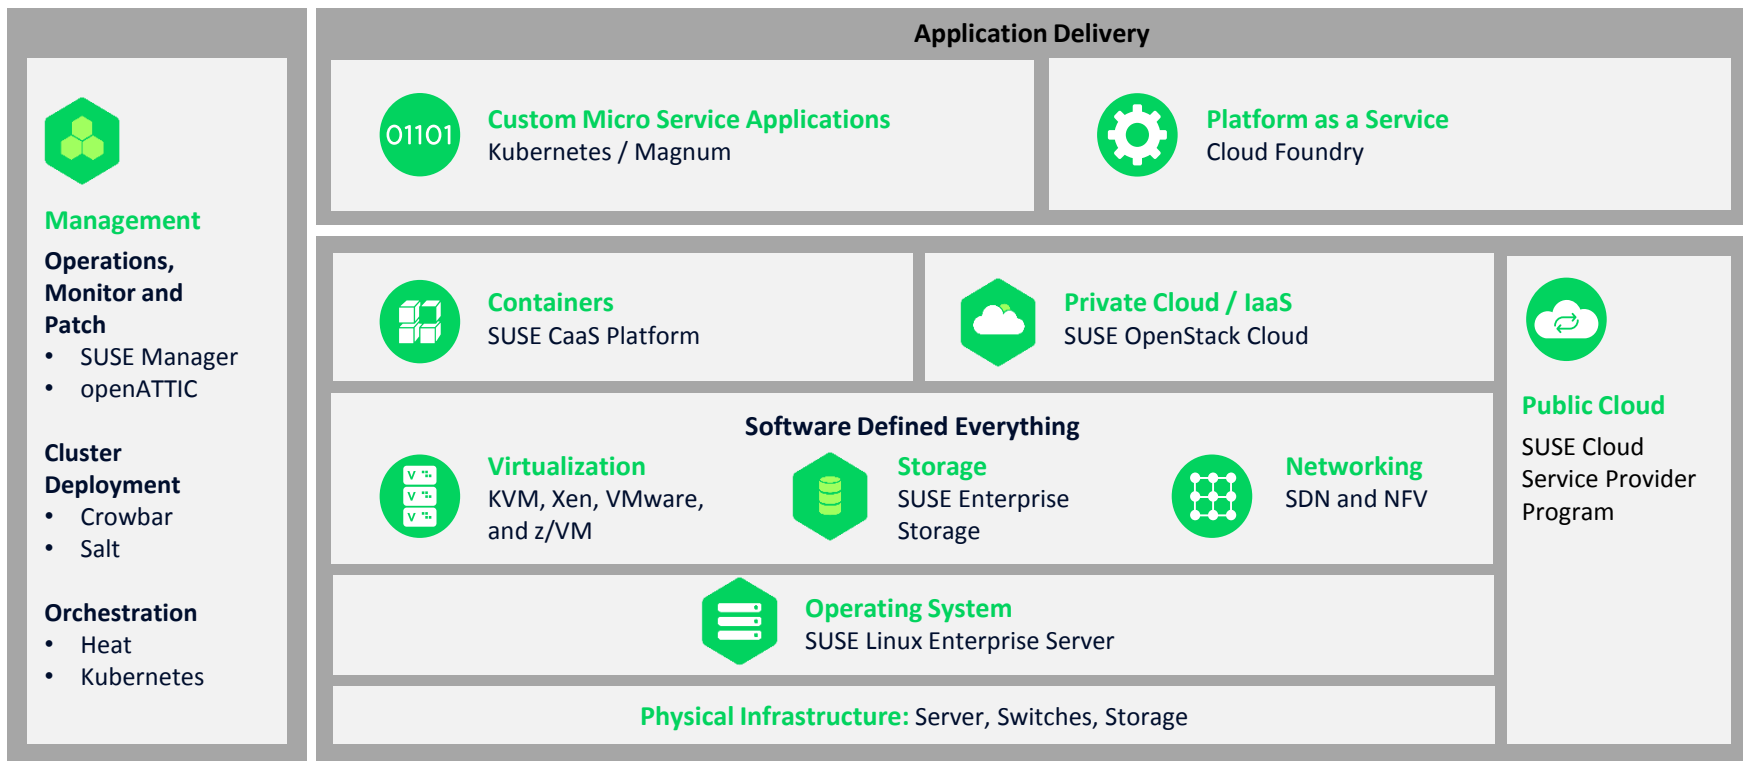 Application Delivery
Management
Operations,
Monitor and
Patch
• SUSE Manager
• openATTIC
Cluster
Deployment
• Crowbar
• Salt
Orchestration
• Heat
• Kubernetes
01101
Custom Micro Service Applications
Kubernetes / Magnum
Platform as a Service
Cloud Foundry
Containers
SUSE CaaS Platform
Private Cloud / IaaS
SUSE OpenStack Cloud
Software Defined Everything
V
V
V
Virtualization
KVM, Xen, VMware,
and z/VM
Storage
SUSE Enterprise
Storage
Networking
SDN and NFV
Operating System
SUSE Linux Enterprise Server
Physical Infrastructure: Server, Switches, Storage
Public Cloud
SUSE Cloud
Service Provider
Program